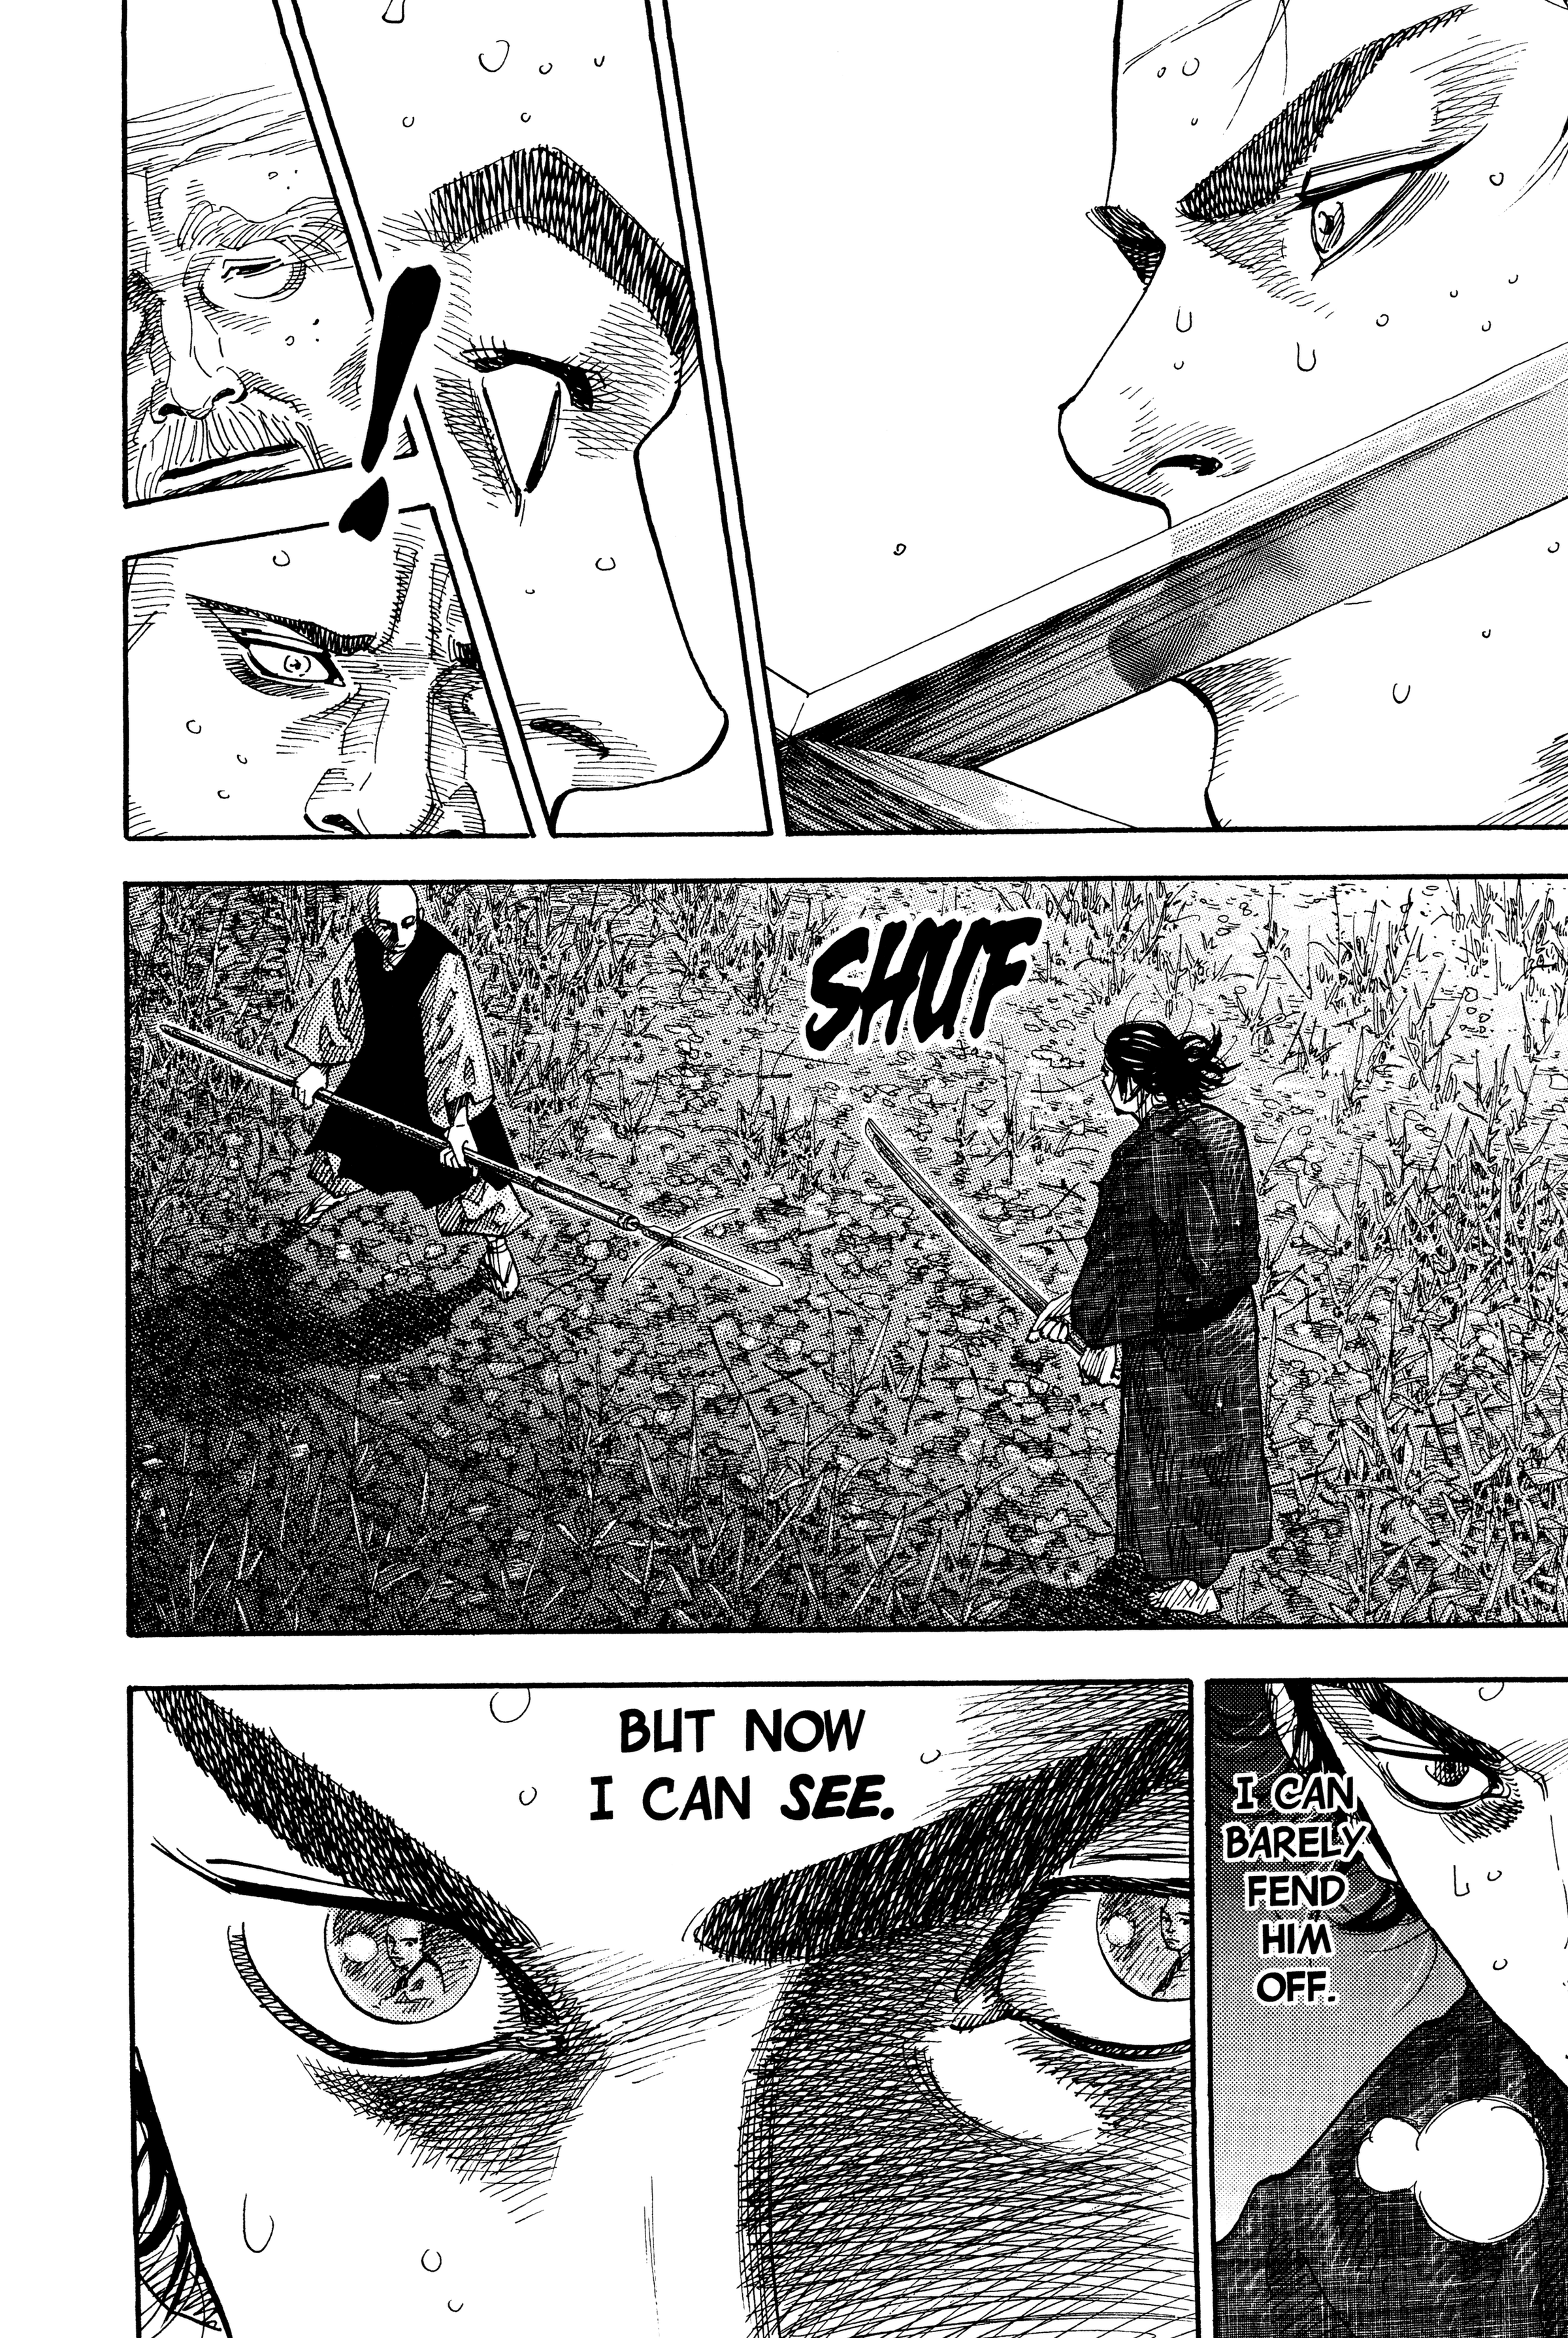 !
SHUF
I CAN
BARELY
FEND
HIM
OFF.
BUT NOW
I CAN SEE.